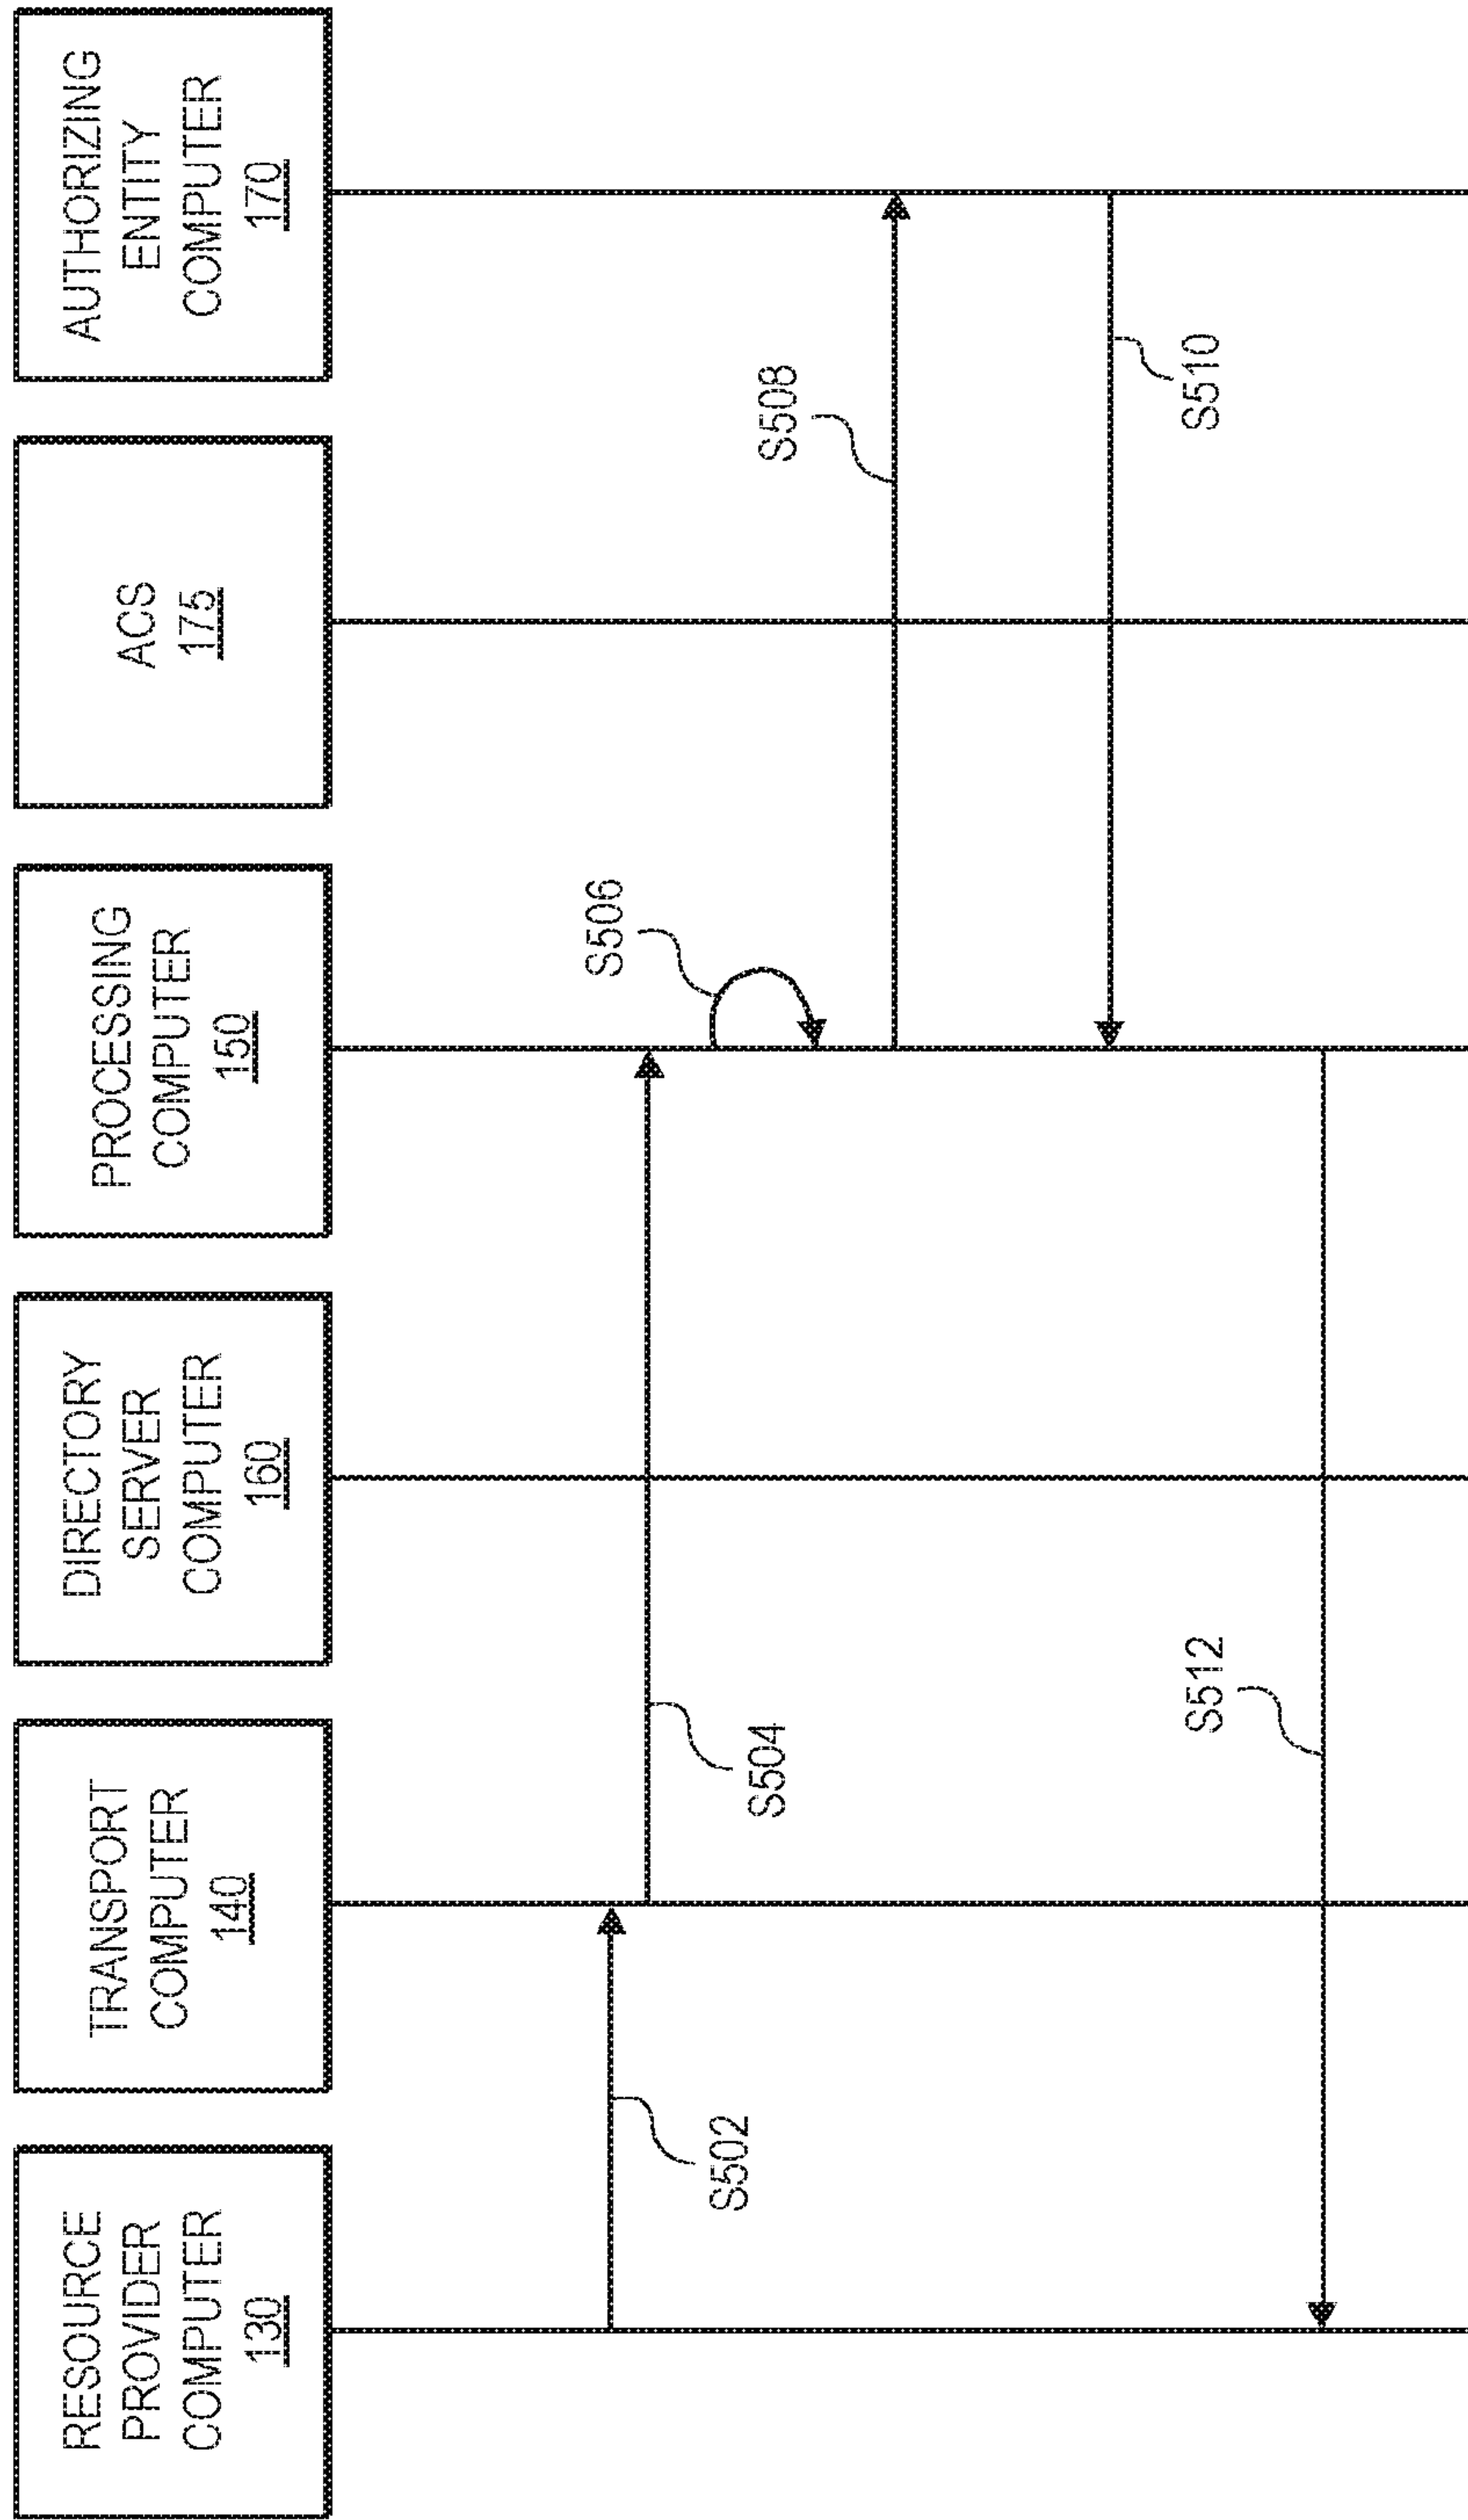 RESOURCE
PROVIDER
COMPUTER
130
TRANSPORT
COMPUTER
140
DIRECTORY
SERVER
COMPUTER
160
PROCESSING
COMPUTER
150
ACS
175
AUTHORIZING
ENTITY
COMPUTER
170
S502
S504
S506
S508
S510
S512